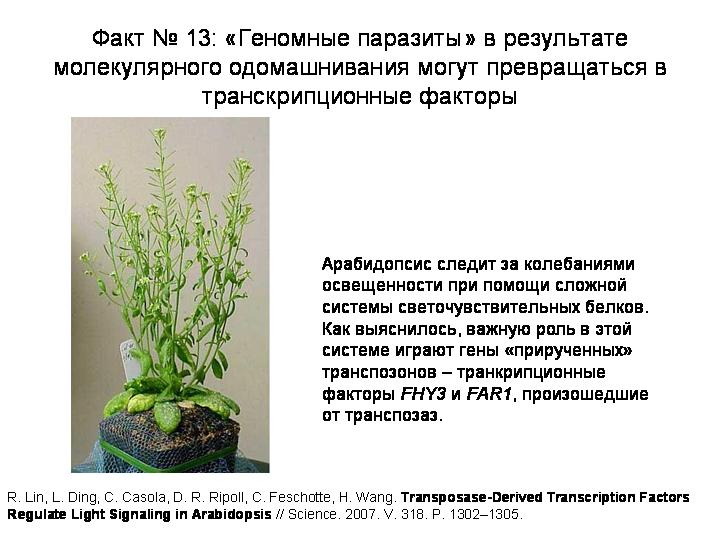 Факт № 13: «Геномные паразиты» в результате
молекулярного одомашнивания могут превращаться в
транскрипционные факторы
Арабидопсис следит за колебаниями
освещенности при помощи сложной
системы светочувствительных белков.
Как выяснилось, важную роль в этой
системе играют гены «прирученных»
транспозонов – транкрипционные
факторы FHY3 и FAR1, произошедшие
от транспозаз.
R. Lin, L. Ding, C. Casola, D. R. Ripoll, C. Feschotte, H. Wang. Transposase-Derived Transcription Factors
Regulate Light Signaling in Arabidopsis // Science. 2007. V. 318. P. 1302–1305.